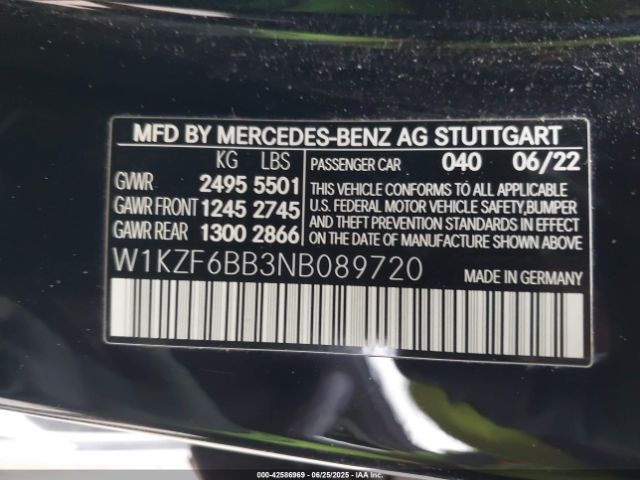 MFD BY MERCEDES-BENZ AG STUTTGART
KG LBS
GVWR 2495 5501
GAWR FRONT 1245 2745
GAWR REAR 1300 2866
PASSENGER CAR 040 06/22
THIS VEHICLE CONFORMS TO ALL APPLICABLE
U.S. FEDERAL MOTOR VEHICLE SAFETY,BUMPER
AND THEFT PREVENTION STANDARDS IN EFFECT
ON THE DATE OF MANUFACTURE SHOWN ABOVE.
W1KZF6BB3NB089720
MADE IN GERMANY
000-42586969 - 06/25/2025 - IAA Inc.